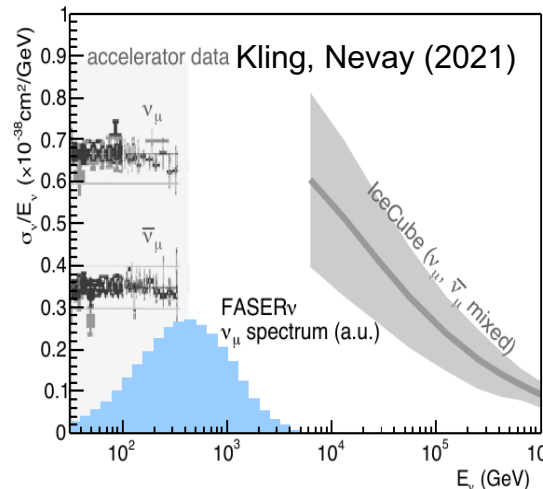 accelerator data Kling, Nevay (2021)
σν/Eν (×10⁻³⁸cm²/GeV)
1
0.9
0.8
0.7
0.6
0.5
0.4
0.3
0.2
0.1
0
νμ
ν̅μ
IceCube (νμ, ν̅μ mixed)
FASERν
νμ spectrum (a.u.)
10² 10³ 10⁴ 10⁵ 10
Eν (GeV)